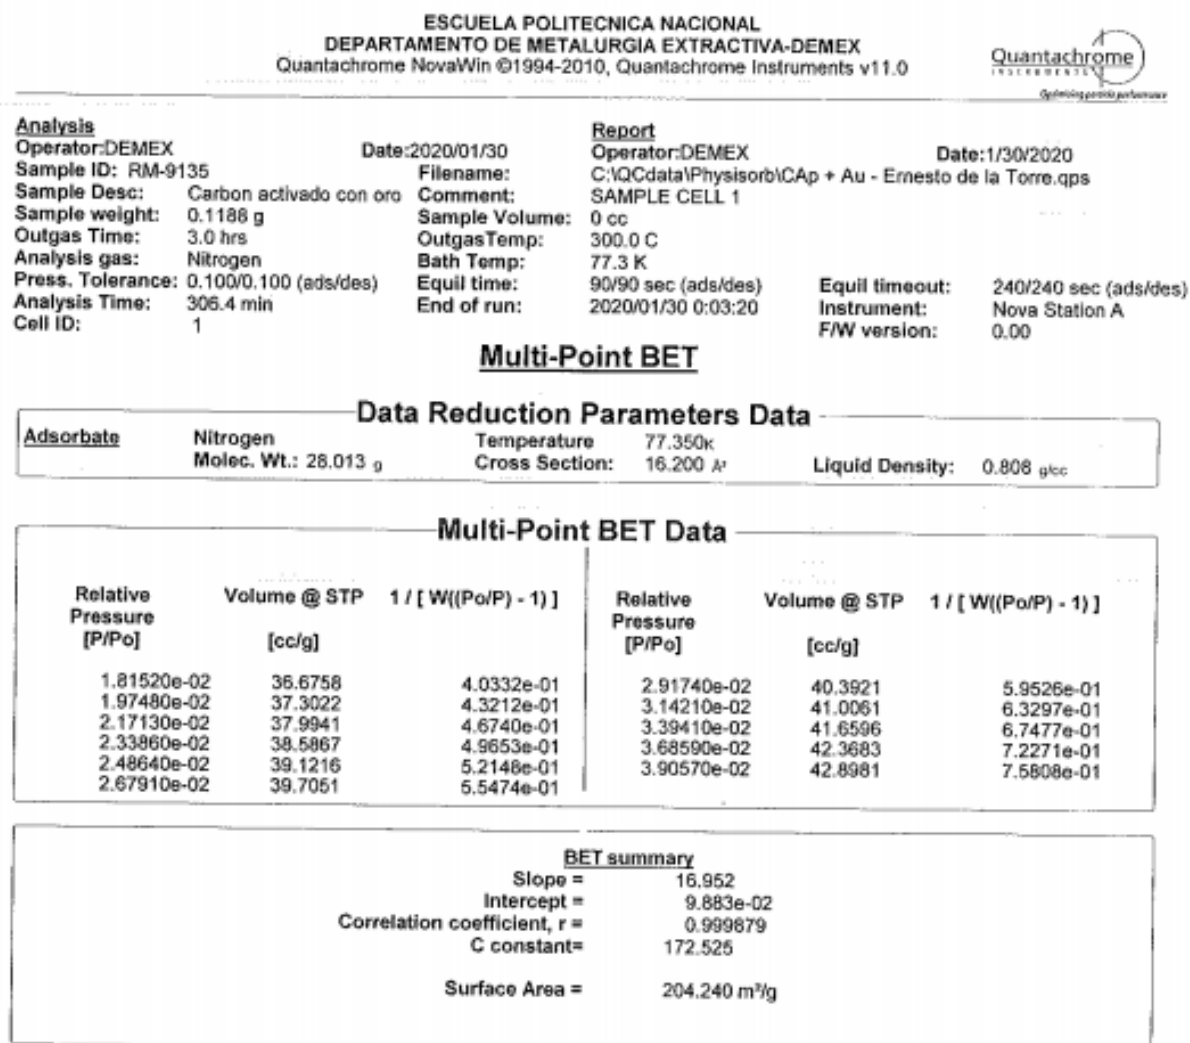 ESCUELA POLITECNICA NACIONAL
DEPARTAMENTO DE METALURGIA EXTRACTIVA-DEMEX
Quantachrome NovaWin ©1994-2010, Quantachrome Instruments v11.0
Quantachrome
INSTRUMENTS
Optimizing particle performance
Analysis Report
Operator:DEMEX Date:2020/01/30 Operator:DEMEX Date:1/30/2020
Sample ID: RM-9135 Filename: C:\QCdata\Physisorb\CAp + Au - Ernesto de la Torre.qps
Sample Desc: Carbon activado con oro Comment: SAMPLE CELL 1
Sample weight: 0.1188 g Sample Volume: 0 cc
Outgas Time: 3.0 hrs OutgasTemp: 300.0 C
Analysis gas: Nitrogen Bath Temp: 77.3 K
Press. Tolerance: 0.100/0.100 (ads/des) Equil time: 90/90 sec (ads/des) Equil timeout: 240/240 sec (ads/des)
Analysis Time: 306.4 min End of run: 2020/01/30 0:03:20 Instrument: Nova Station A
Cell ID: 1 F/W version: 0.00
Multi-Point BET
Data Reduction Parameters Data
Adsorbate Nitrogen Temperature 77.350K
Molec. Wt.: 28.013 g Cross Section: 16.200 Å² Liquid Density: 0.808 g/cc
Multi-Point BET Data
Relative Volume @ STP 1 / [ W((Po/P) - 1) ] Relative Volume @ STP 1 / [ W((Po/P) - 1) ]
Pressure Pressure
[P/Po] [cc/g] [P/Po] [cc/g]
1.81520e-02 36.6758 4.0332e-01 2.91740e-02 40.3921 5.9526e-01
1.97480e-02 37.3022 4.3212e-01 3.14210e-02 41.0061 6.3297e-01
2.17130e-02 37.9941 4.6740e-01 3.39410e-02 41.6596 6.7477e-01
2.33860e-02 38.5867 4.9653e-01 3.68590e-02 42.3683 7.2271e-01
2.48640e-02 39.1216 5.2148e-01 3.90570e-02 42.8981 7.5808e-01
2.67910e-02 39.7051 5.5474e-01
BET summary
Slope = 16.952
Intercept = 9.883e-02
Correlation coefficient, r = 0.999879
C constant= 172.525
Surface Area = 204.240 m²/g